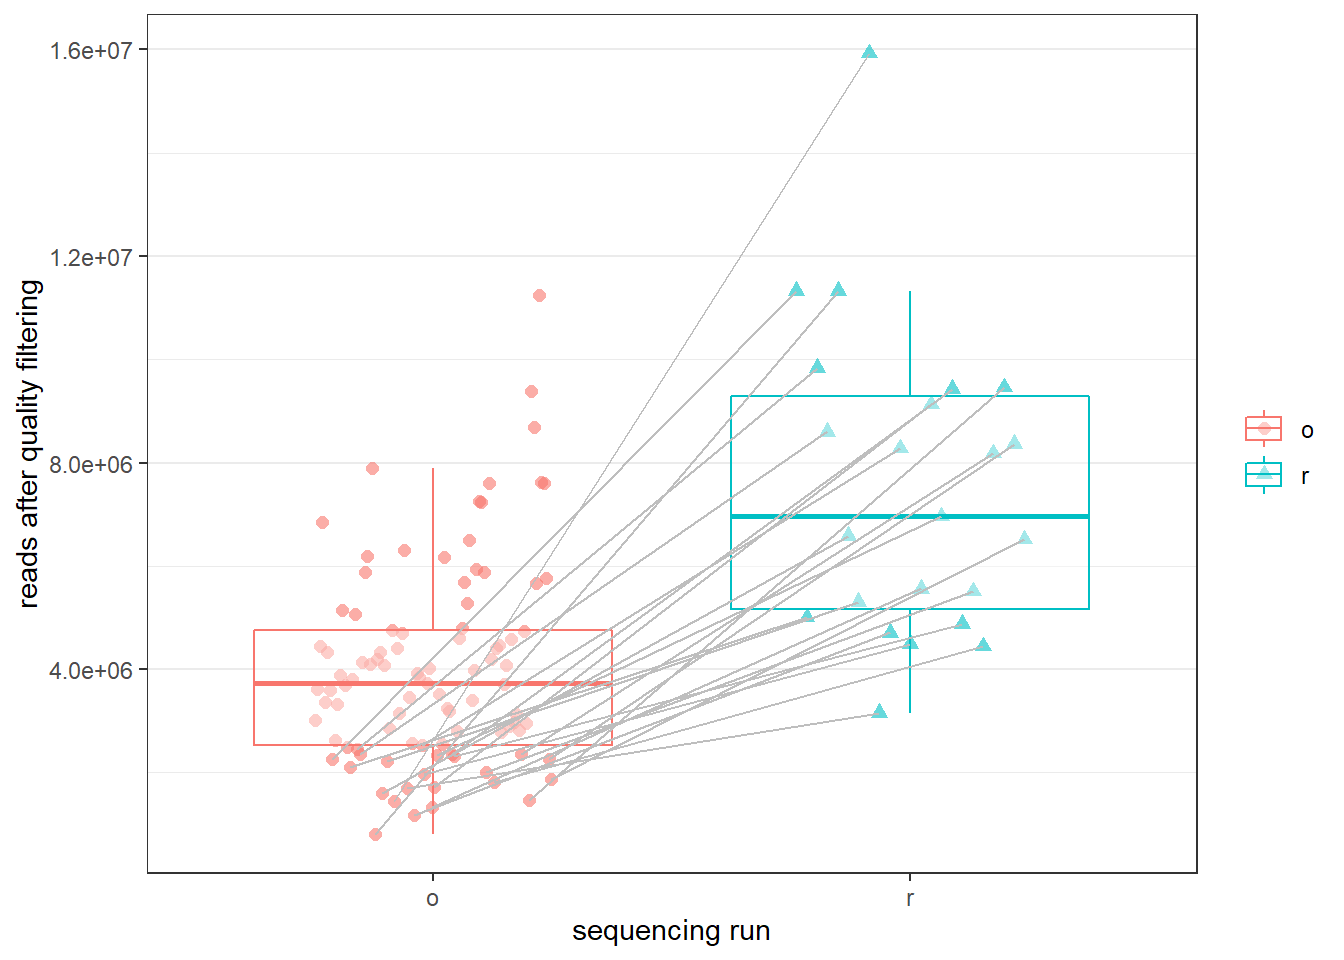 1.6e+07
1.2e+07
8.0e+06
4.0e+06
reads after quality filtering
o
r
sequencing run
o
r